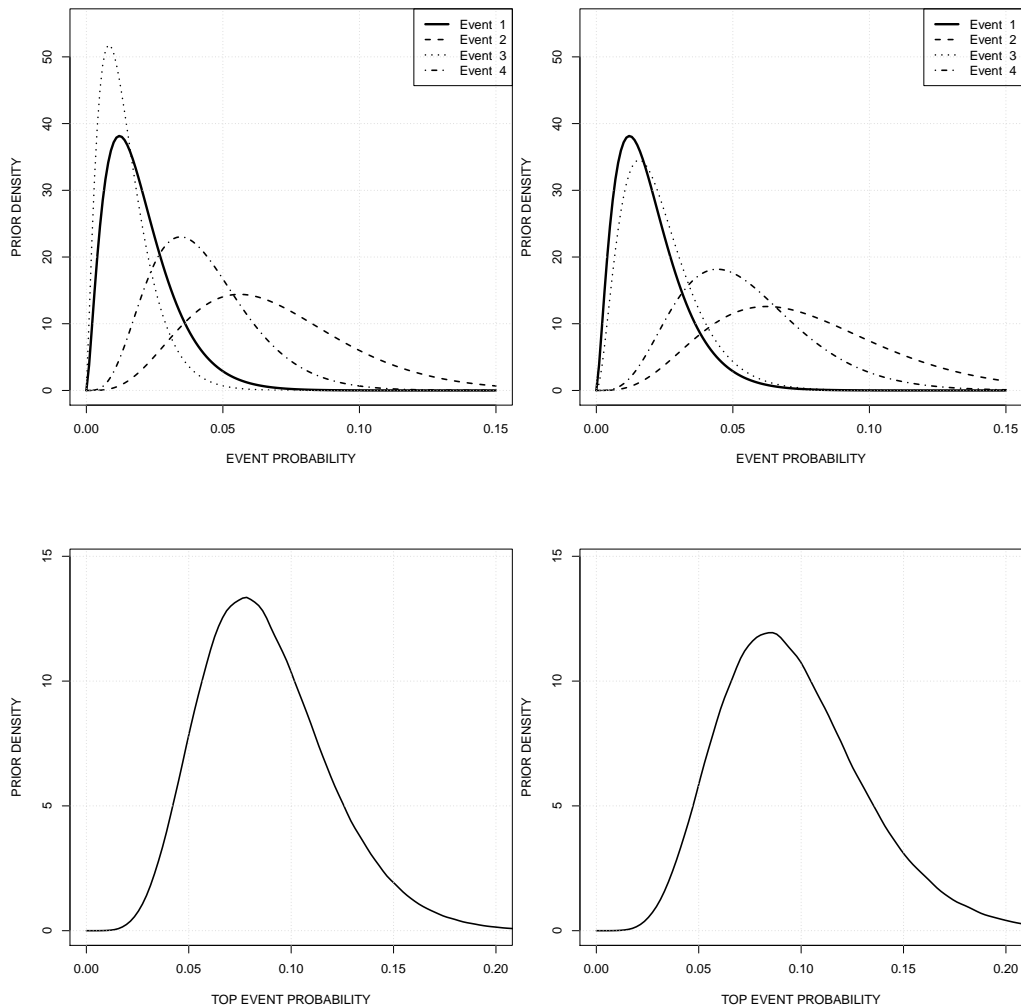 Event 1
Event 2
Event 3
Event 4
50
40
30
20
10
0
PRIOR DENSITY
0.00 0.05 0.10 0.15
EVENT PROBABILITY
Event 1
Event 2
Event 3
Event 4
50
40
30
20
10
0
PRIOR DENSITY
0.00 0.05 0.10 0.15
EVENT PROBABILITY
15
10
5
0
PRIOR DENSITY
0.00 0.05 0.10 0.15 0.20
TOP EVENT PROBABILITY
15
10
5
0
PRIOR DENSITY
0.00 0.05 0.10 0.15 0.20
TOP EVENT PROBABILITY